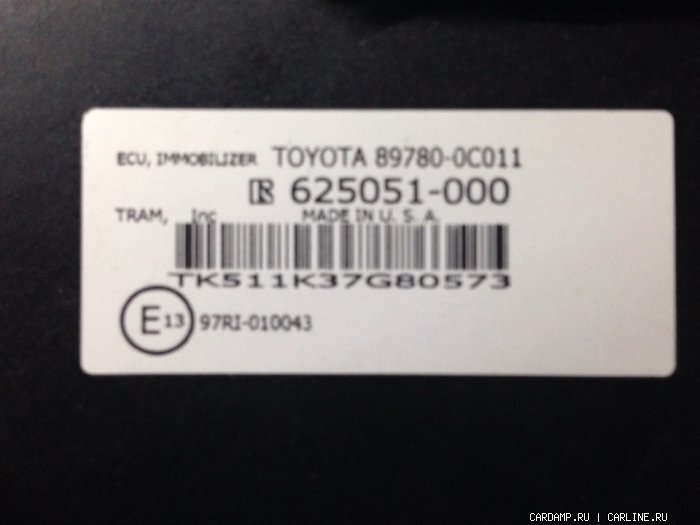 ECU, IMMOBILIZER TOYOTA 89780-0C011
R 625051-000
TRAM, Inc MADE IN U. S. A.
TK511K37G80573
E13 97RI-010043
CARDAMP.RU | CARLINE.RU